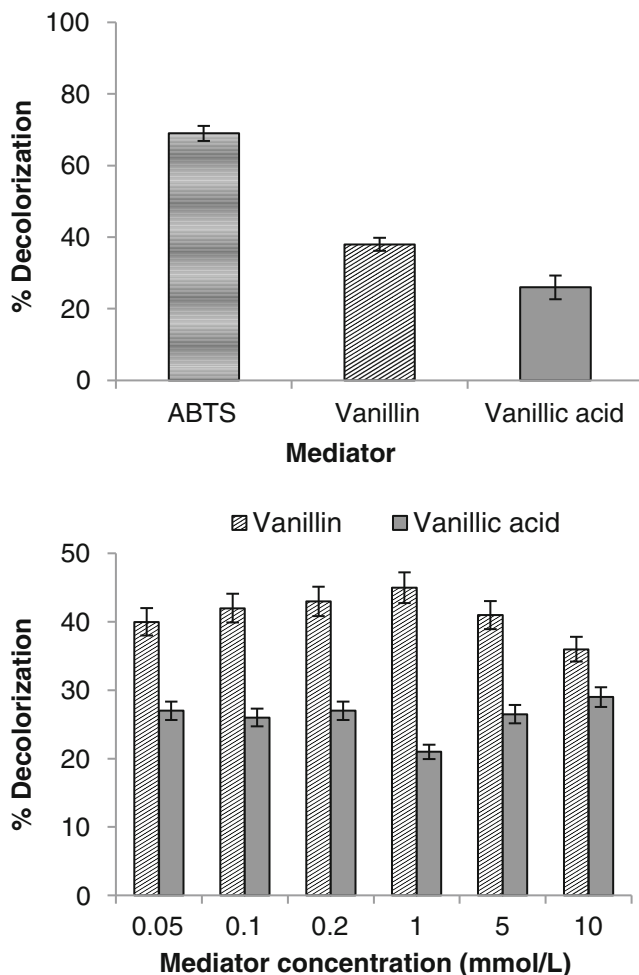 100
80
60
40
20
0
% Decolorization
ABTS Vanillin Vanillic acid
Mediator
Vanillin Vanillic acid
50
40
30
20
10
0
% Decolorization
0.05 0.1 0.2 1 5 10
Mediator concentration (mmol/L)